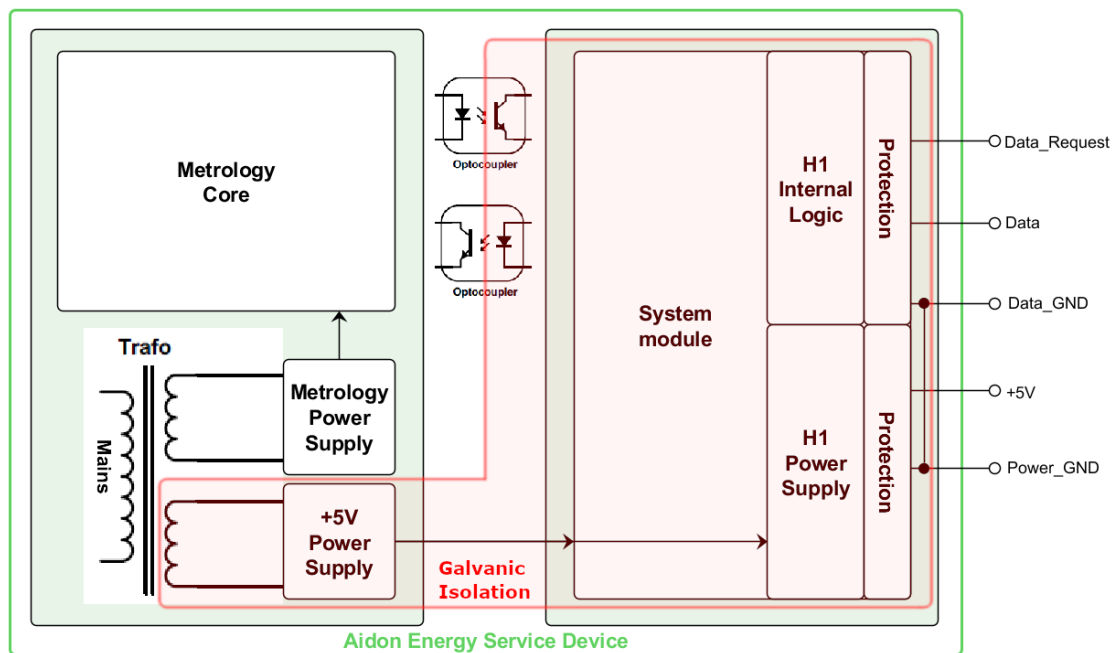 Metrology
Core
Optocoupler
Optocoupler
Trafo
Mains
Metrology
Power
Supply
+5V
Power
Supply
Galvanic
Isolation
System
module
H1
Internal
Logic
Protection
H1
Power
Supply
Protection
Data_Request
Data
Data_GND
+5V
Power_GND
Aidon Energy Service Device